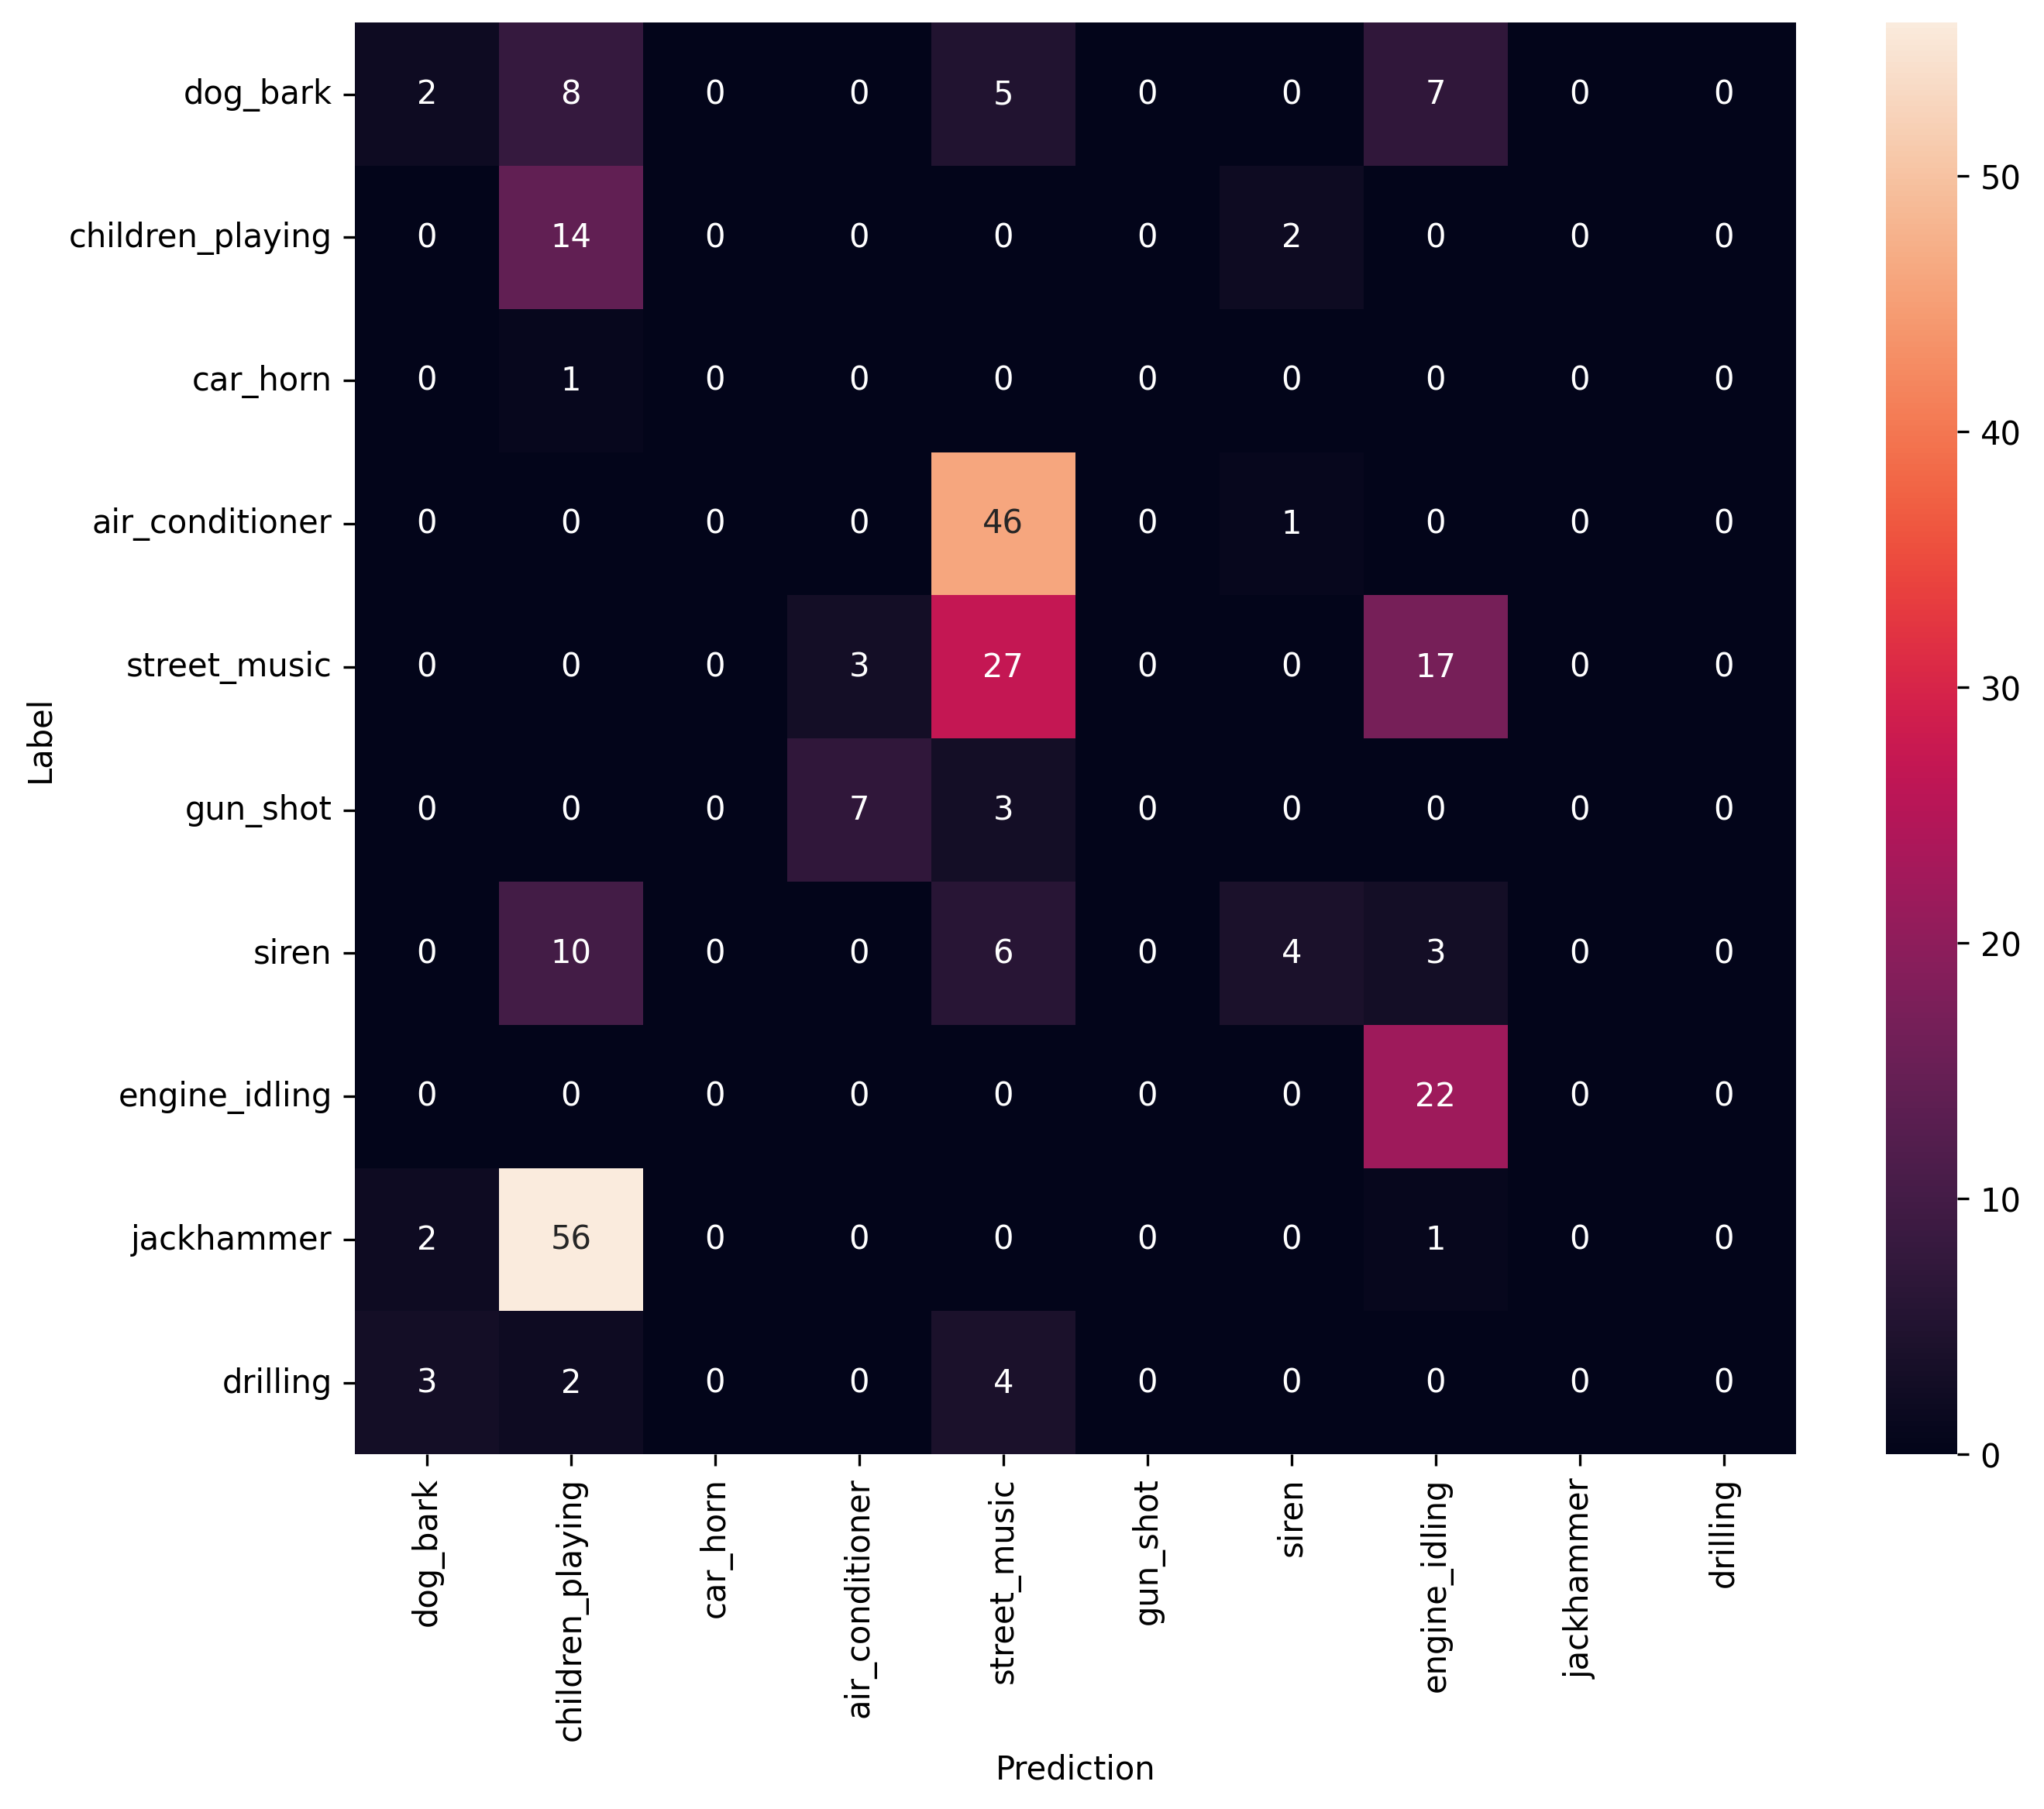 dog_bark 2 8 0 0 5 0 0 7 0 0
children_playing 0 14 0 0 0 0 2 0 0 0
car_horn 0 1 0 0 0 0 0 0 0 0
air_conditioner 0 0 0 0 46 0 1 0 0 0
street_music 0 0 0 3 27 0 0 17 0 0
gun_shot 0 0 0 7 3 0 0 0 0 0
siren 0 10 0 0 6 0 4 3 0 0
engine_idling 0 0 0 0 0 0 0 22 0 0
jackhammer 2 56 0 0 0 0 0 1 0 0
drilling 3 2 0 0 4 0 0 0 0 0
Label
dog_bark
children_playing
car_horn
air_conditioner
street_music
gun_shot
siren
engine_idling
jackhammer
drilling
Prediction
50
40
30
20
10
0